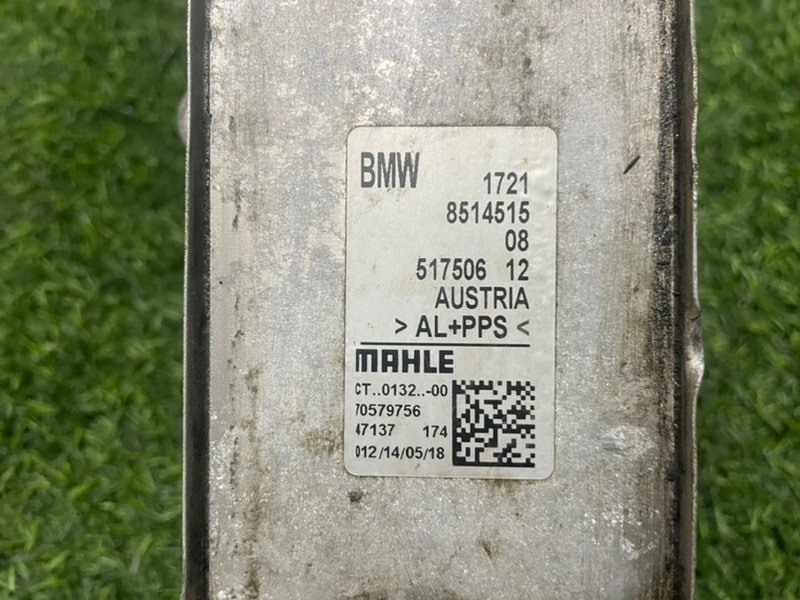 BMW 1721
8514515
08
517506 12
AUSTRIA
> AL+PPS <
MAHLE
CT..0132..-00
70579756
47137 174
012/14/05/18